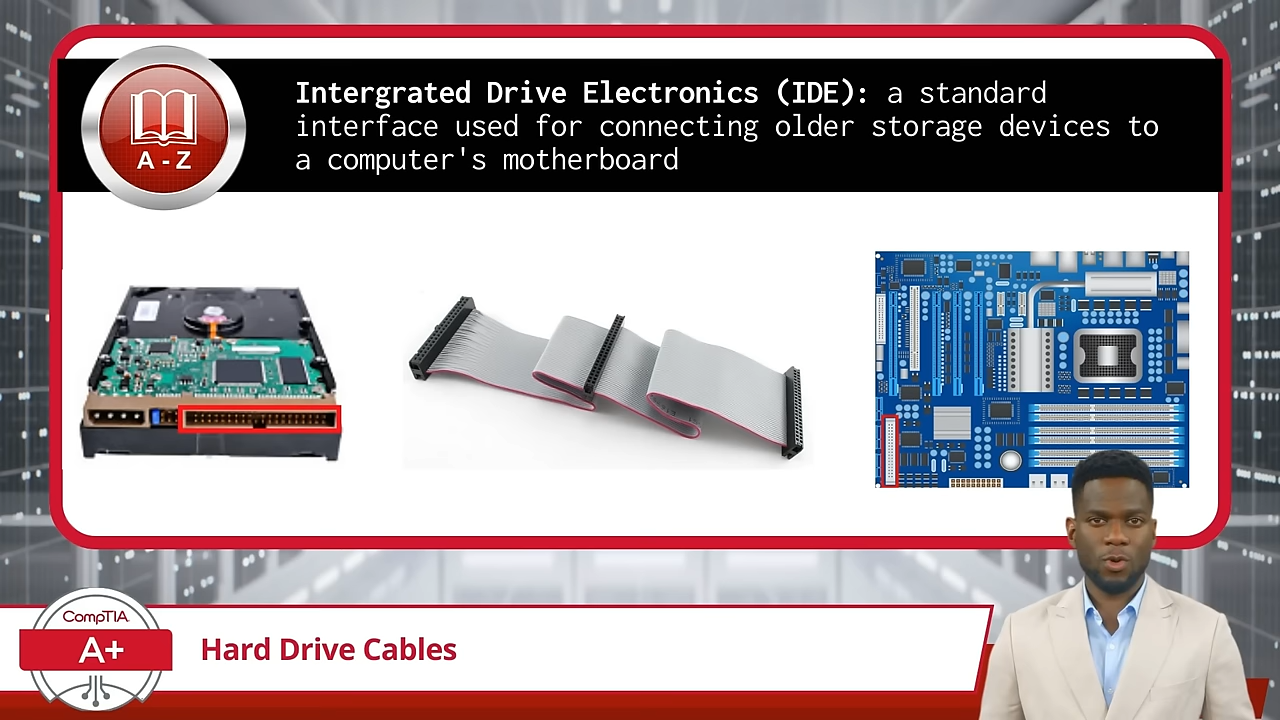 Intergrated Drive Electronics (IDE): a standard
interface used for connecting older storage devices to
a computer's motherboard
A - Z
CompTIA
A+
Hard Drive Cables